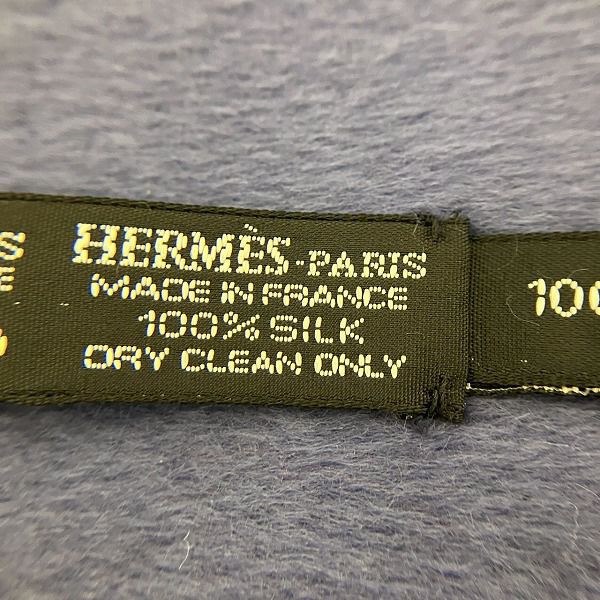 HERMÈS-PARIS
MADE IN FRANCE
100% SILK
DRY CLEAN ONLY